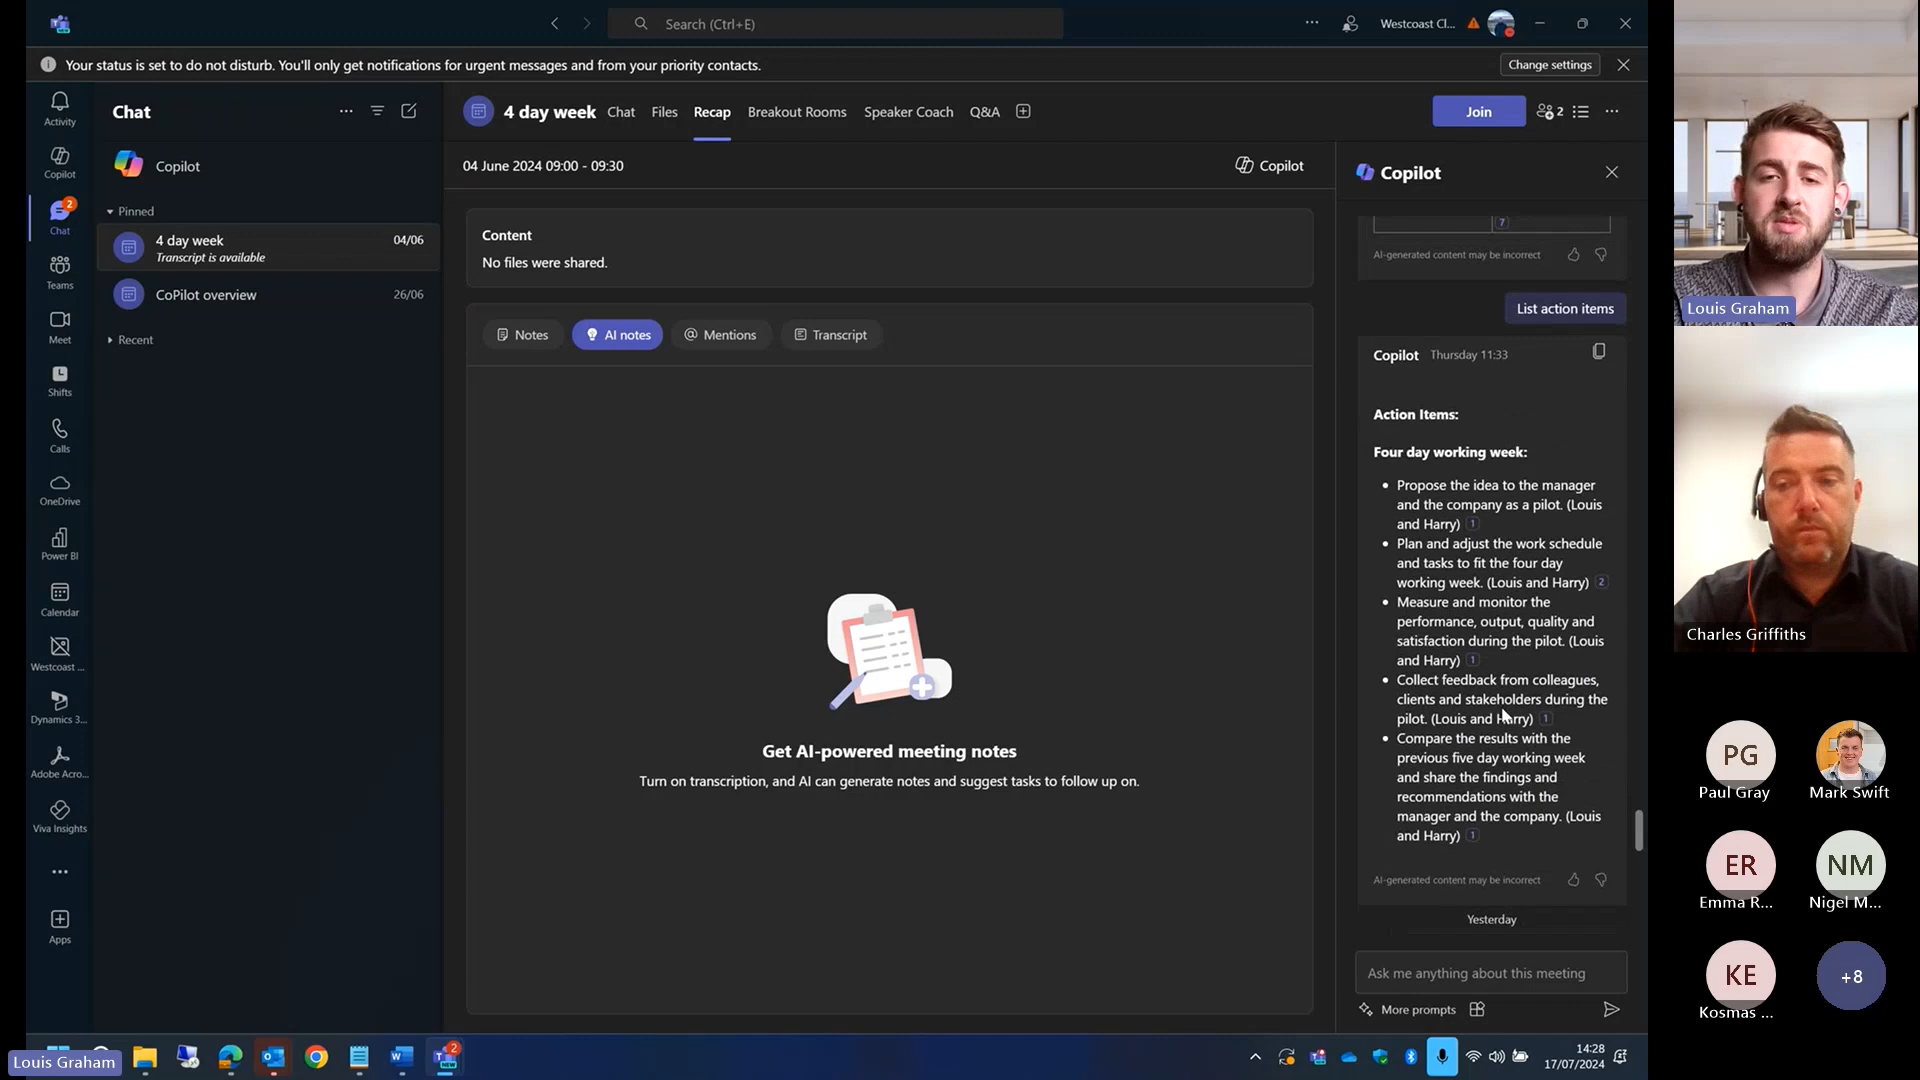 Search (Ctrl+E)
Westcoast Cl...
Your status is set to do not disturb. You'll only get notifications for urgent messages and from your priority contacts.
Change settings
Activity
Copilot
2
Chat
Teams
Meet
Shifts
Calls
OneDrive
Power BI
Calendar
Westcoast ...
Dynamics 3...
Adobe Acro...
Viva Insights
Apps
Chat
Copilot
Pinned
4 day week 04/06
Transcript is available
CoPilot overview 26/06
Recent
4 day week Chat Files Recap Breakout Rooms Speaker Coach Q&A
Join
2
04 June 2024 09:00 - 09:30
Copilot
Content
No files were shared.
Notes AI notes Mentions Transcript
Get AI-powered meeting notes
Turn on transcription, and AI can generate notes and suggest tasks to follow up on.
Copilot
7
AI-generated content may be incorrect
List action items
Copilot Thursday 11:33
Action Items:
Four day working week:
• Propose the idea to the manager
and the company as a pilot. (Louis
and Harry) 1
• Plan and adjust the work schedule
and tasks to fit the four day
working week. (Louis and Harry) 2
• Measure and monitor the
performance, output, quality and
satisfaction during the pilot. (Louis
and Harry) 1
• Collect feedback from colleagues,
clients and stakeholders during the
pilot. (Louis and Harry) 1
• Compare the results with the
previous five day working week
and share the findings and
recommendations with the
manager and the company. (Louis
and Harry) 1
AI-generated content may be incorrect
Yesterday
Ask me anything about this meeting
More prompts
Louis Graham
2
NEW
14:28
17/07/2024
Louis Graham
Charles Griffiths
PG
Paul Gray
Mark Swift
ER
Emma R...
NM
Nigel M...
KE
Kosmas ...
+8